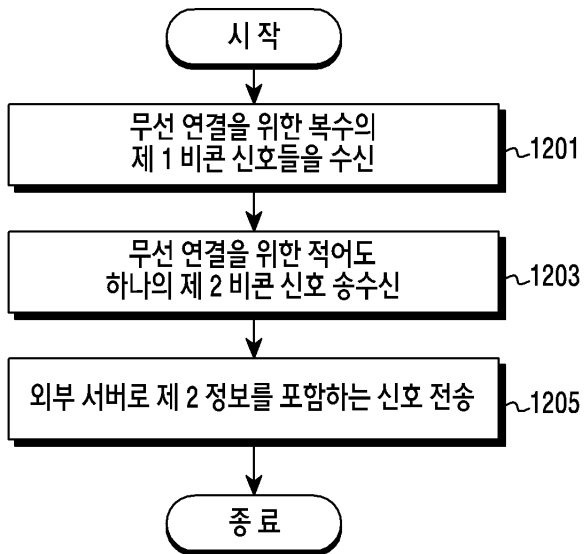 시 작
무선 연결을 위한 복수의
제 1 비콘 신호들을 수신
1201
무선 연결을 위한 적어도
하나의 제 2 비콘 신호 송수신
1203
외부 서버로 제 2 정보를 포함하는 신호 전송
1205
종 료